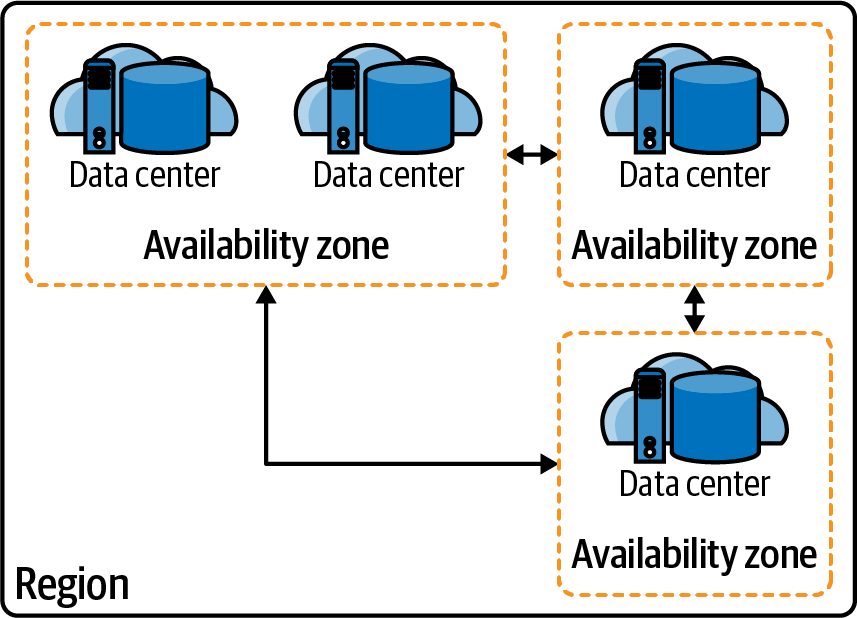 Data center
Data center
Availability zone
Data center
Availability zone
Data center
Availability zone
Region